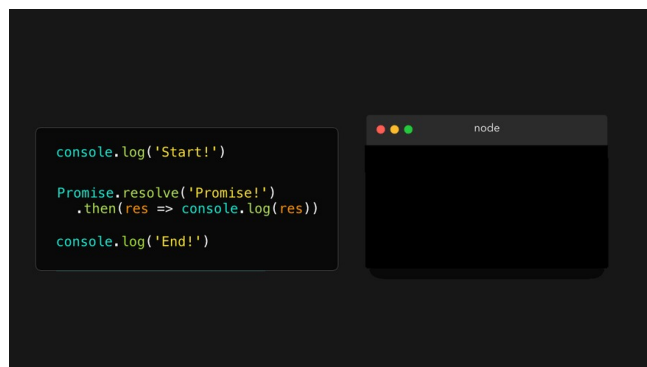 console.log('Start!')
Promise.resolve('Promise!')
.then(res => console.log(res))
console.log('End!')
node